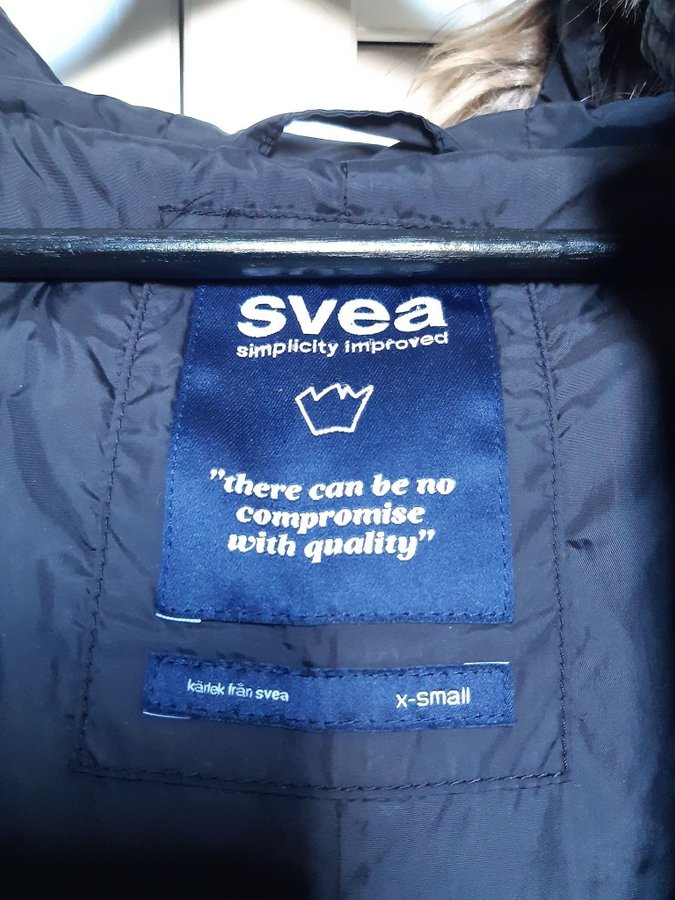 svea
simplicity improved
”there can be no
compromise
with quality”
kärlek från svea
x-small